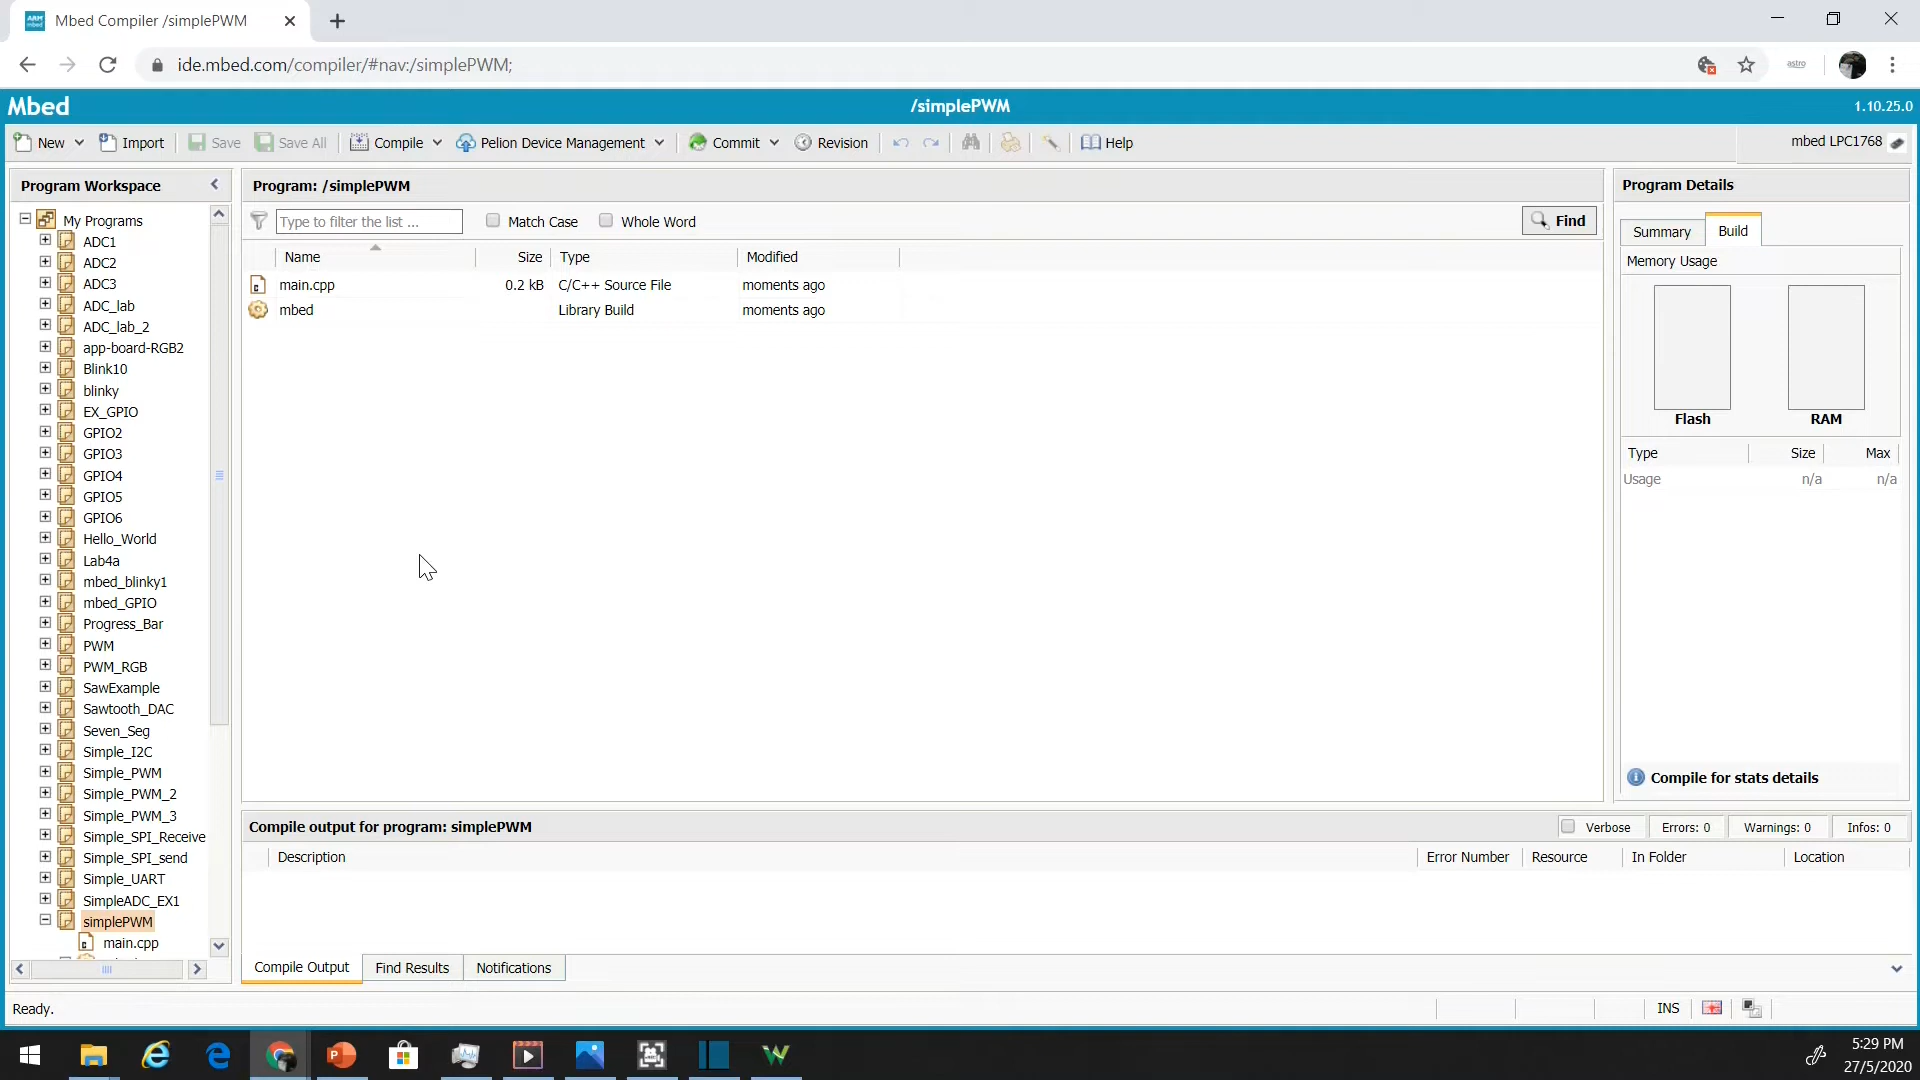 Mbed Compiler /simplePWM
ide.mbed.com/compiler/#nav:/simplePWM;
astro
Mbed
/simplePWM
1.10.25.0
New
Import
Save
Save All
Compile
Pelion Device Management
Commit
Revision
Help
mbed LPC1768
Program Workspace
My Programs
ADC1
ADC2
ADC3
ADC_lab
ADC_lab_2
app-board-RGB2
Blink10
blinky
EX_GPIO
GPIO2
GPIO3
GPIO4
GPIO5
GPIO6
Hello_World
Lab4a
mbed_blinky1
mbed_GPIO
Progress_Bar
PWM
PWM_RGB
SawExample
Sawtooth_DAC
Seven_Seg
Simple_I2C
Simple_PWM
Simple_PWM_2
Simple_PWM_3
Simple_SPI_Receive
Simple_SPI_send
Simple_UART
SimpleADC_EX1
simplePWM
main.cpp
Program: /simplePWM
Type to filter the list ...
Match Case
Whole Word
Find
Name Size Type Modified
main.cpp 0.2 kB C/C++ Source File moments ago
mbed Library Build moments ago
Program Details
Summary
Build
Memory Usage
Flash
RAM
Type Size Max
Usage n/a n/a
Compile for stats details
Compile output for program: simplePWM
Verbose
Errors: 0
Warnings: 0
Infos: 0
Description Error Number Resource In Folder Location
Compile Output
Find Results
Notifications
Ready.
INS
5:29 PM
27/5/2020